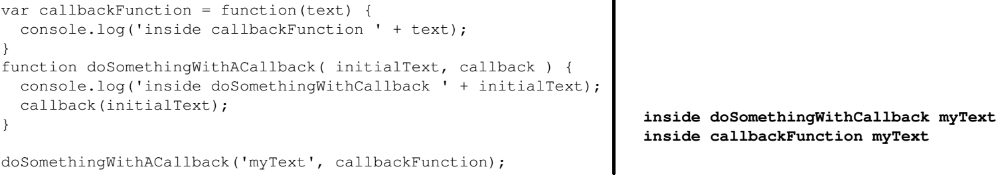 var callbackFunction = function(text) {
  console.log('inside callbackFunction ' + text);
}
function doSomethingWithACallback( initialText, callback ) {
  console.log('inside doSomethingWithCallback ' + initialText);
  callback(initialText);
}

doSomethingWithACallback('myText', callbackFunction);
inside doSomethingWithCallback myText
inside callbackFunction myText